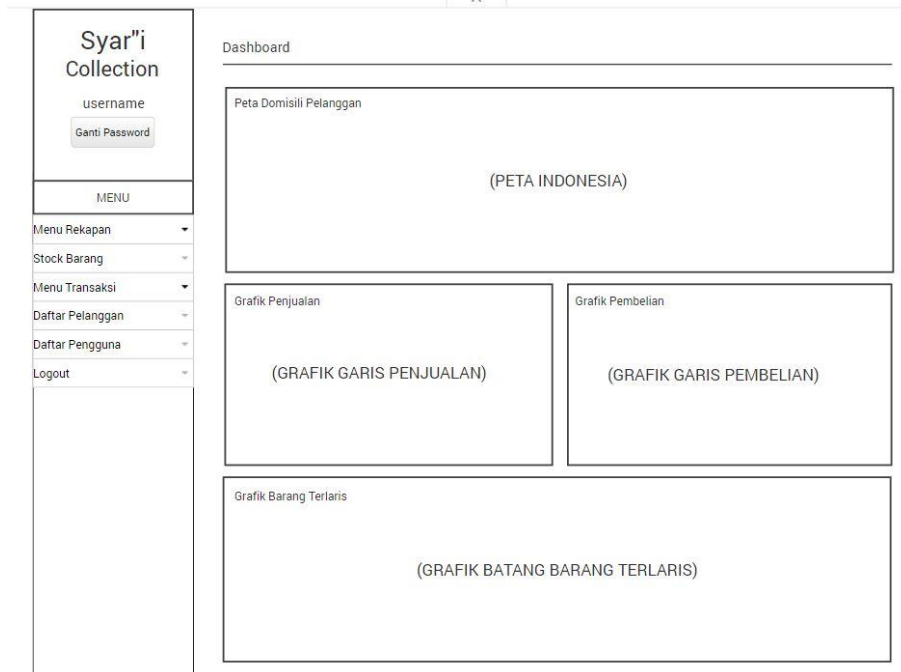 Syar"i
Collection
username
Ganti Password
MENU
Menu Rekapan
Stock Barang
Menu Transaksi
Daftar Pelanggan
Daftar Pengguna
Logout
Dashboard
Peta Domisili Pelanggan
(PETA INDONESIA)
Grafik Penjualan
(GRAFIK GARIS PENJUALAN)
Grafik Pembelian
(GRAFIK GARIS PEMBELIAN)
Grafik Barang Terlaris
(GRAFIK BATANG BARANG TERLARIS)